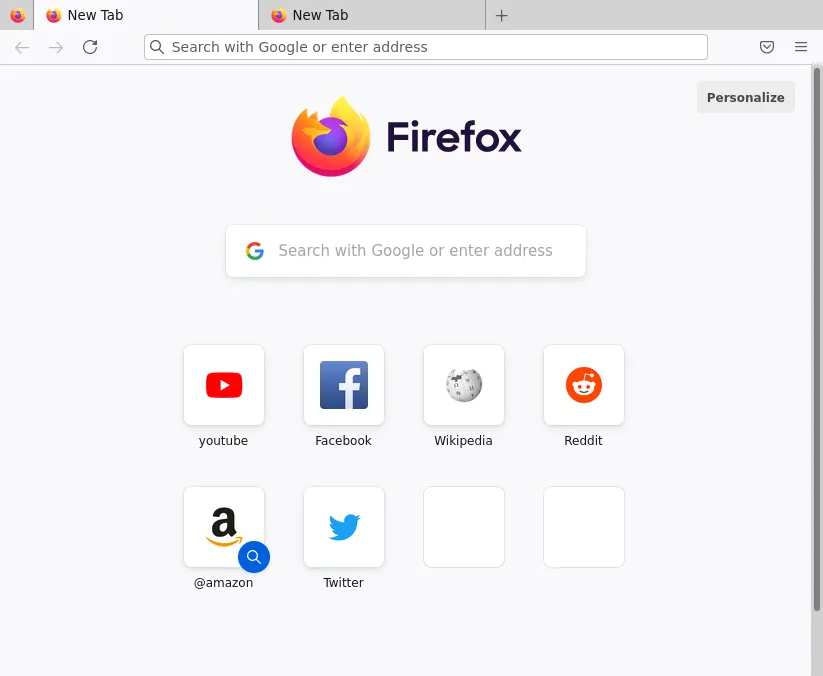 New Tab
New Tab
Search with Google or enter address
Personalize
Firefox
Search with Google or enter address
youtube
Facebook
Wikipedia
Reddit
@amazon
Twitter